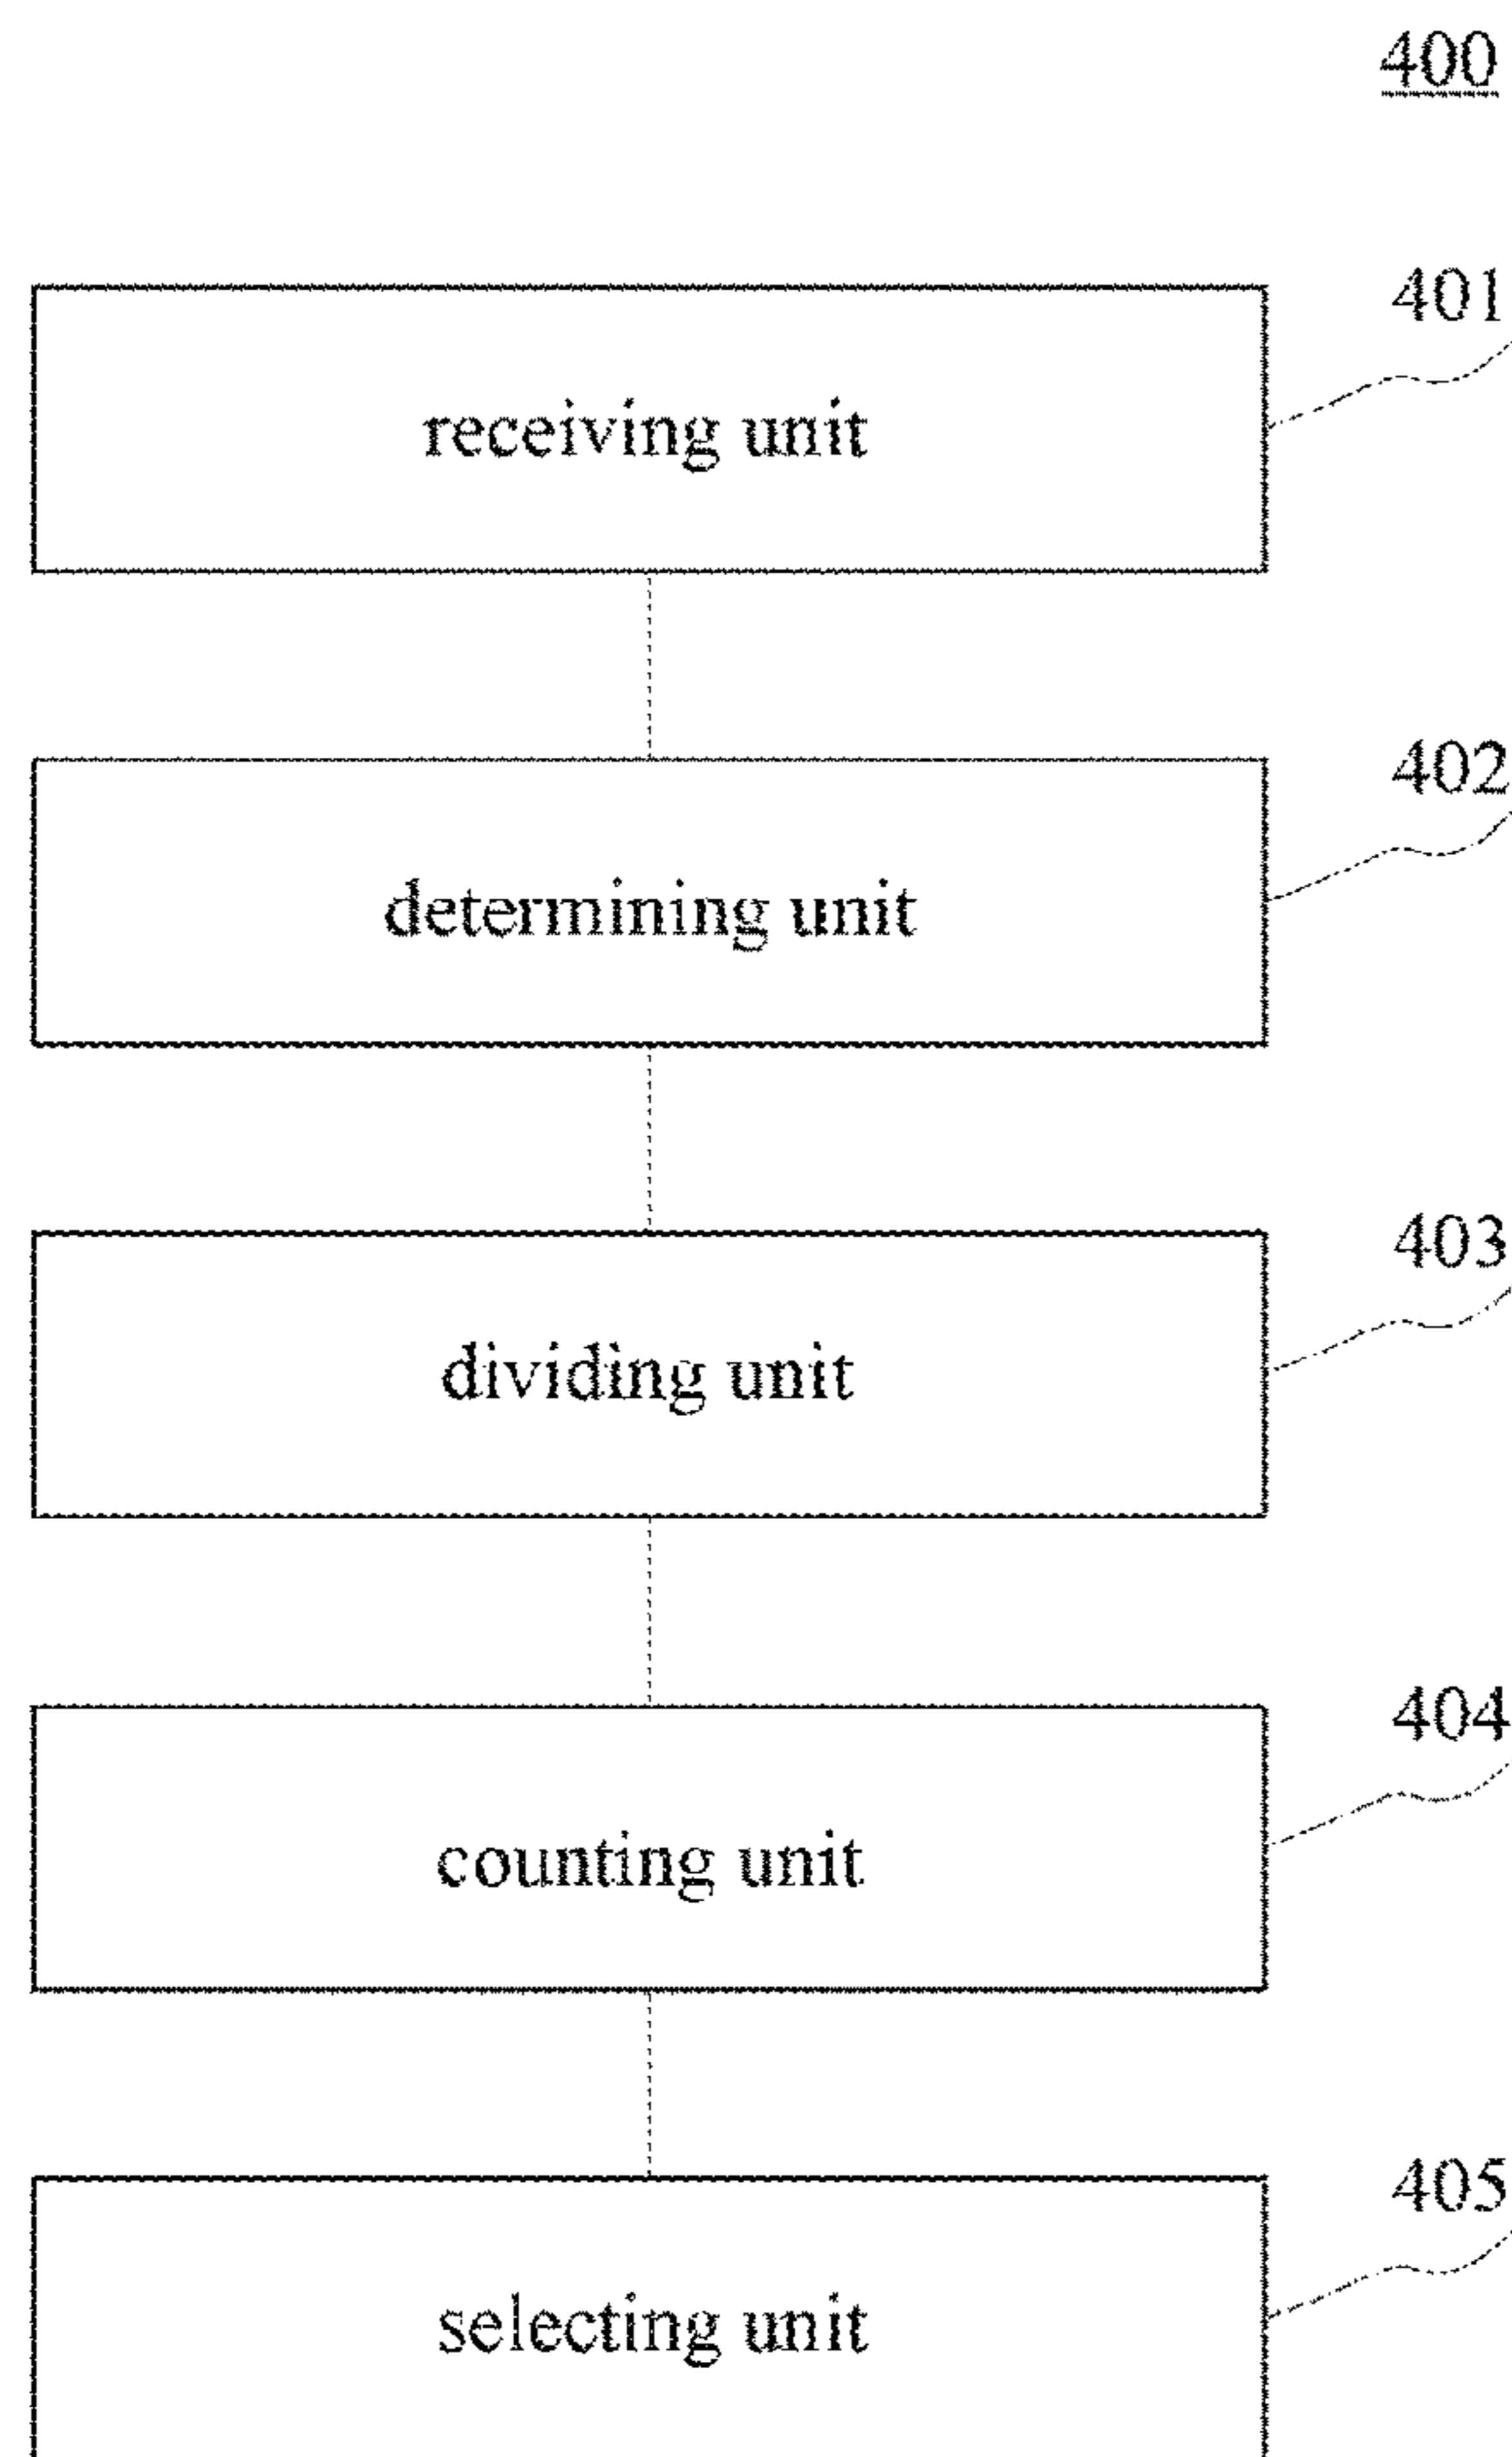 400
401
receiving unit
402
determining unit
403
dividing unit
404
counting unit
405
selecting unit